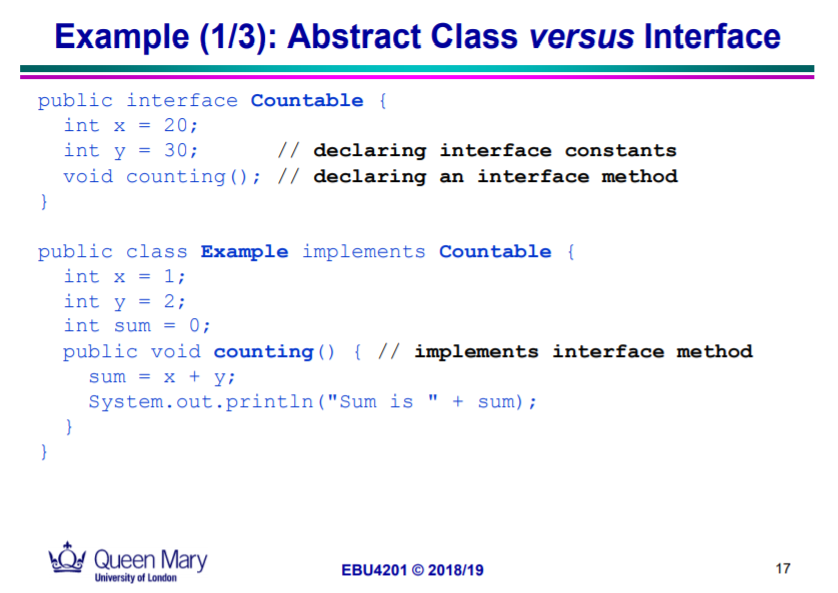 Example (1/3): Abstract Class versus Interface
public interface Countable {
  int x = 20;
  int y = 30;      // declaring interface constants
  void counting(); // declaring an interface method
}
public class Example implements Countable {
  int x = 1;
  int y = 2;
  int sum = 0;
  public void counting() { // implements interface method
    sum = x + y;
    System.out.println("Sum is " + sum);
  }
}
Queen Mary
University of London
EBU4201 © 2018/19
17